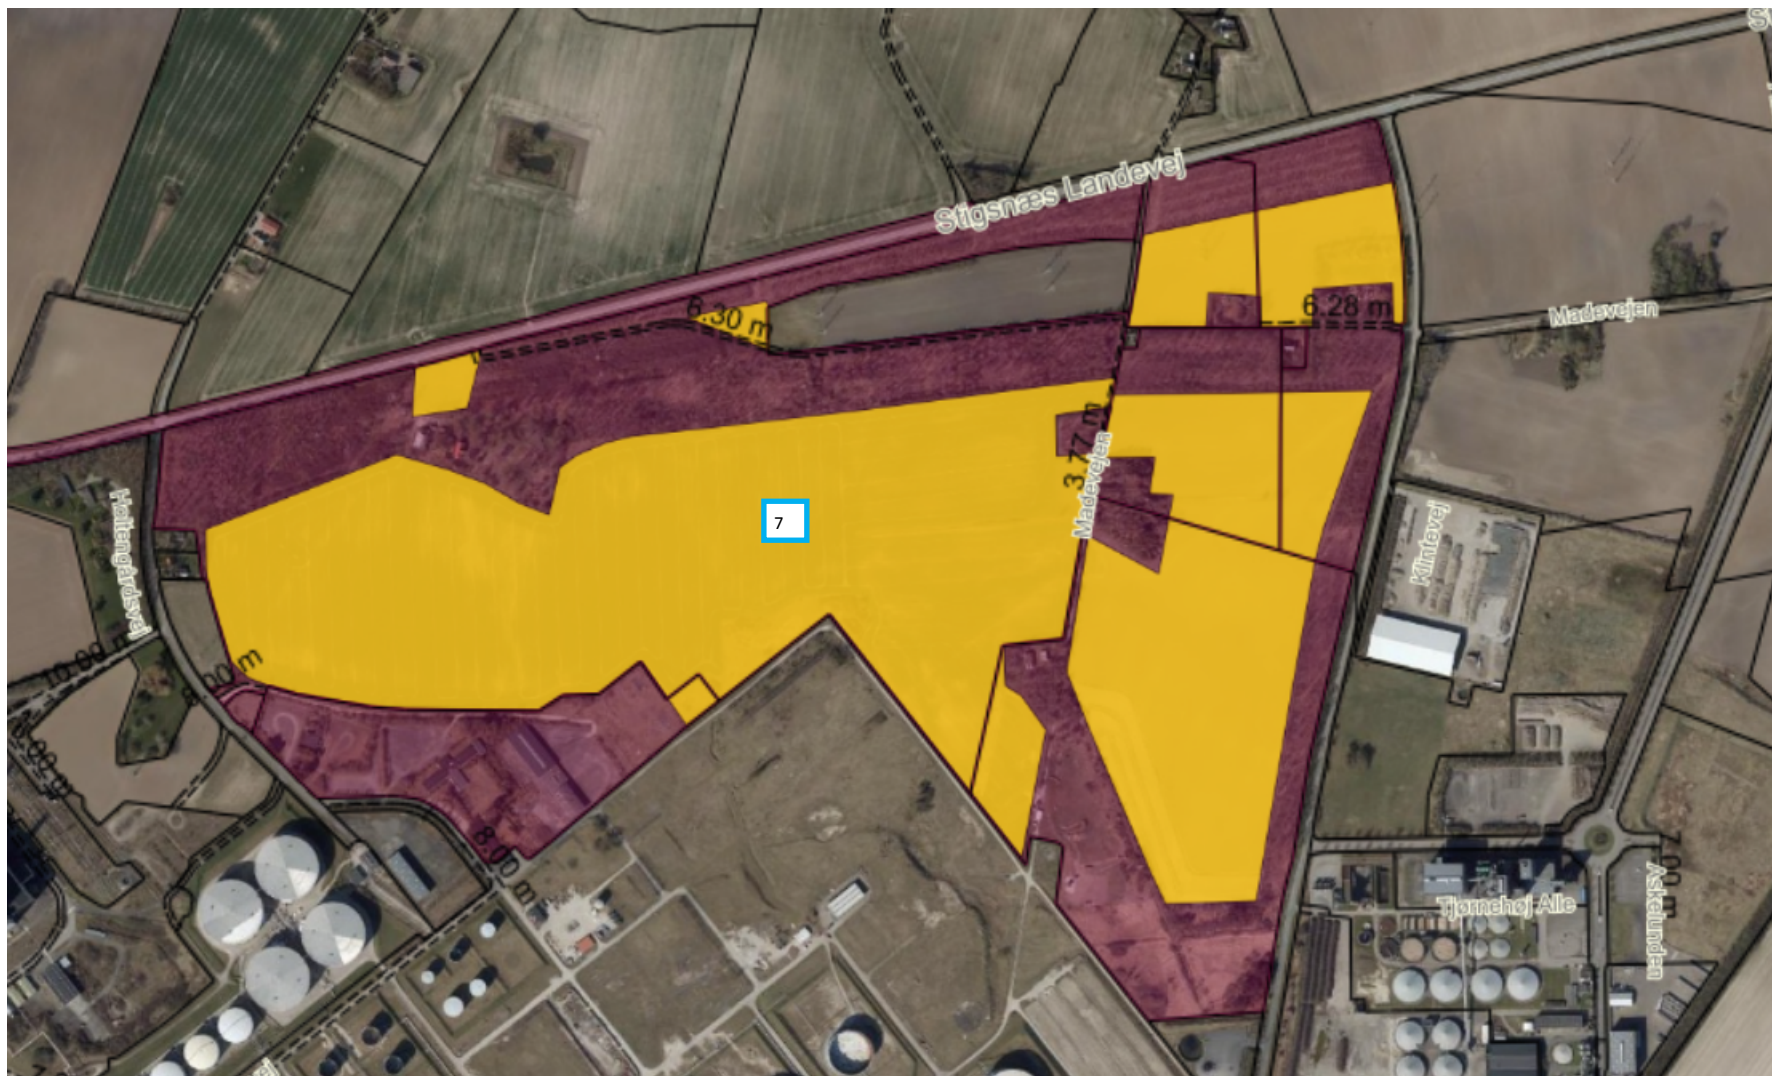 Stigsnæs Landevej
6.30 m
6.28 m
Madevejen
3.77 m
Madevejen
7
Klintevej
10.00 m
8.00 m
8.00 m
Tjørnehøj Alle
7.00 m
Askelunden